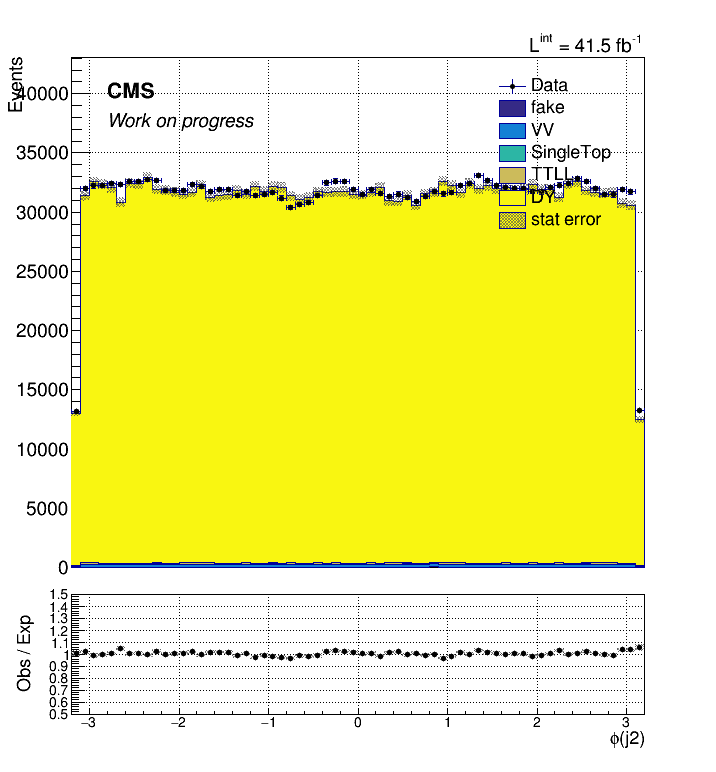 L^int = 41.5 fb^-1
Events
CMS
Work on progress
Data
fake
VV
SingleTop
TTLL
DY
stat error
40000
35000
30000
25000
20000
15000
10000
5000
0
Obs / Exp
1.5
1.4
1.3
1.2
1.1
1
0.9
0.8
0.7
0.6
0.5
−3 −2 −1 0 1 2 3
ϕ(j2)